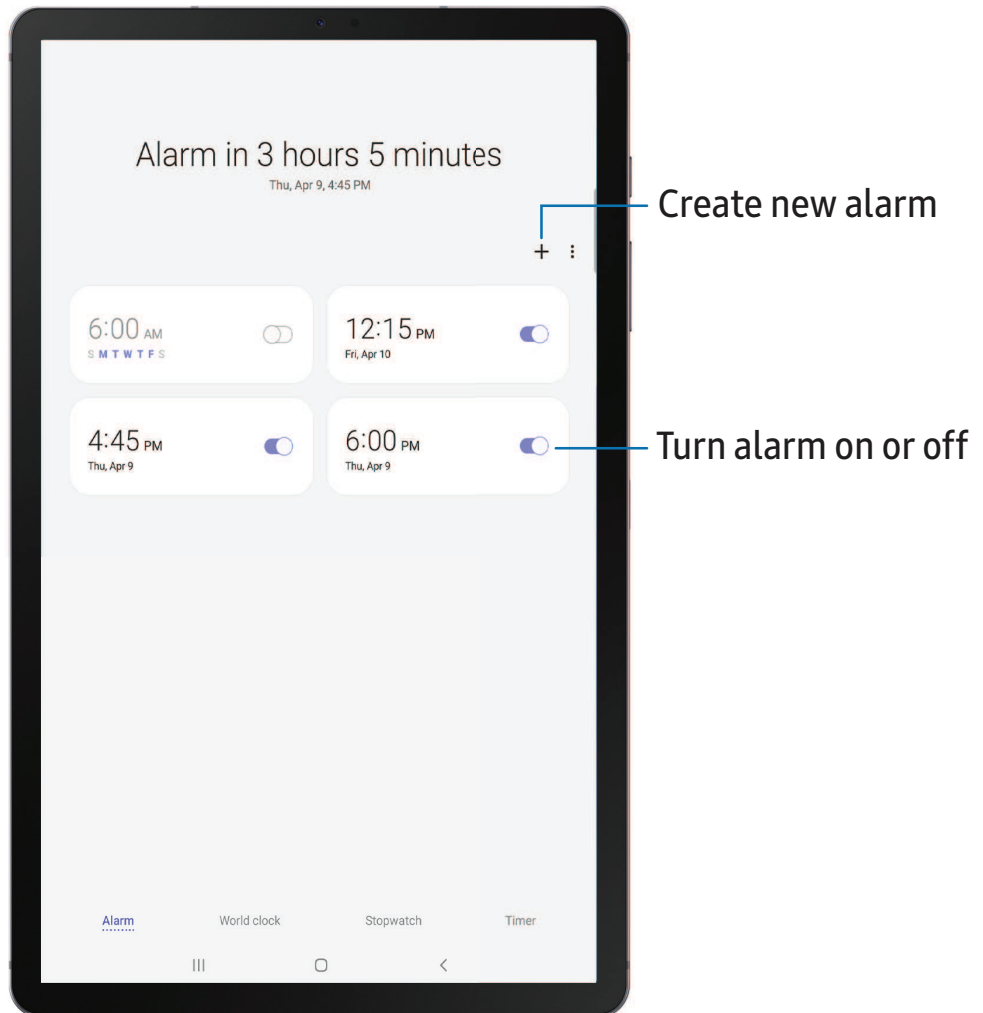 Alarm in 3 hours 5 minutes
Thu, Apr 9, 4:45 PM
Create new alarm
6:00 AM
S M T W T F S
12:15 PM
Fri, Apr 10
4:45 PM
Thu, Apr 9
6:00 PM
Thu, Apr 9
Turn alarm on or off
Alarm World clock Stopwatch Timer